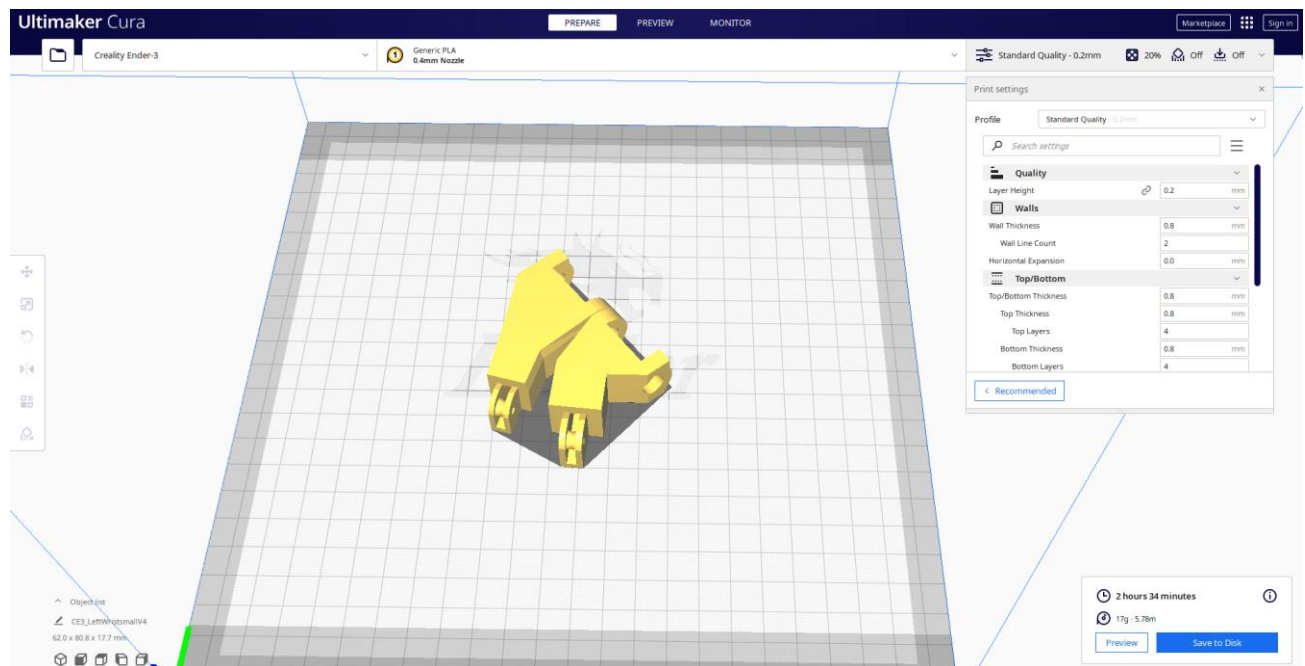 Ultimaker Cura
PREPARE PREVIEW MONITOR
Marketplace Sign in
Creality Ender-3
1 Generic PLA
0.4mm Nozzle
Standard Quality - 0.2mm 20% Off Off
Print settings
Profile Standard Quality - 0.2mm
Search settings
Quality
Layer Height 0.2 mm
Walls
Wall Thickness 0.8 mm
Wall Line Count 2
Horizontal Expansion 0.0 mm
Top/Bottom
Top/Bottom Thickness 0.8 mm
Top Thickness 0.8 mm
Top Layers 4
Bottom Thickness 0.8 mm
Bottom Layers 4
< Recommended
Object list
CE3_LeftWristsmallV4
62.0 x 80.8 x 17.7 mm
2 hours 34 minutes
17g · 5.78m
Preview Save to Disk